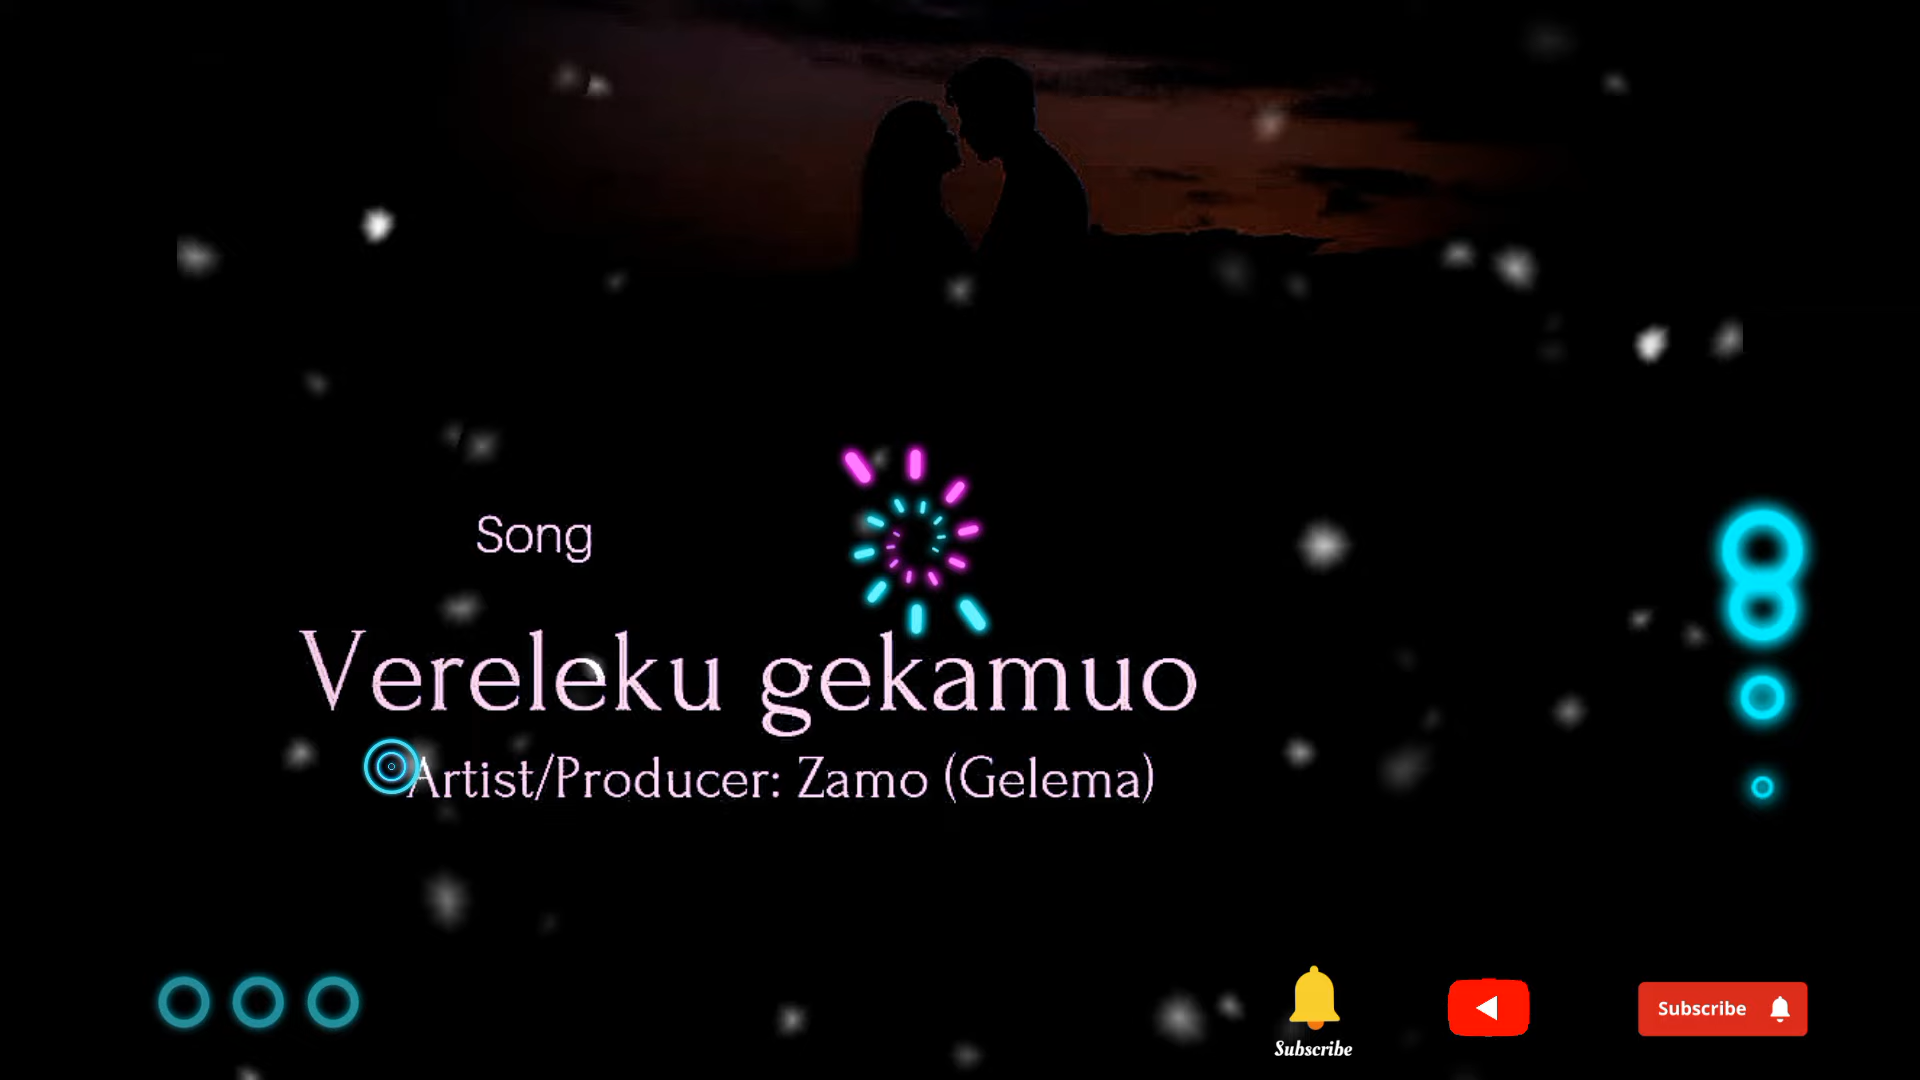 Song
Vereleku gekamuo
Artist/Producer: Zamo (Gelema)
Subscribe
Subscribe